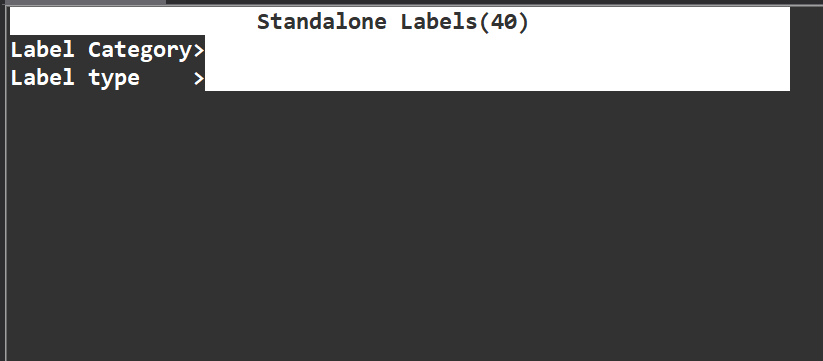 Standalone Labels(40)
Label Category>
Label type    >